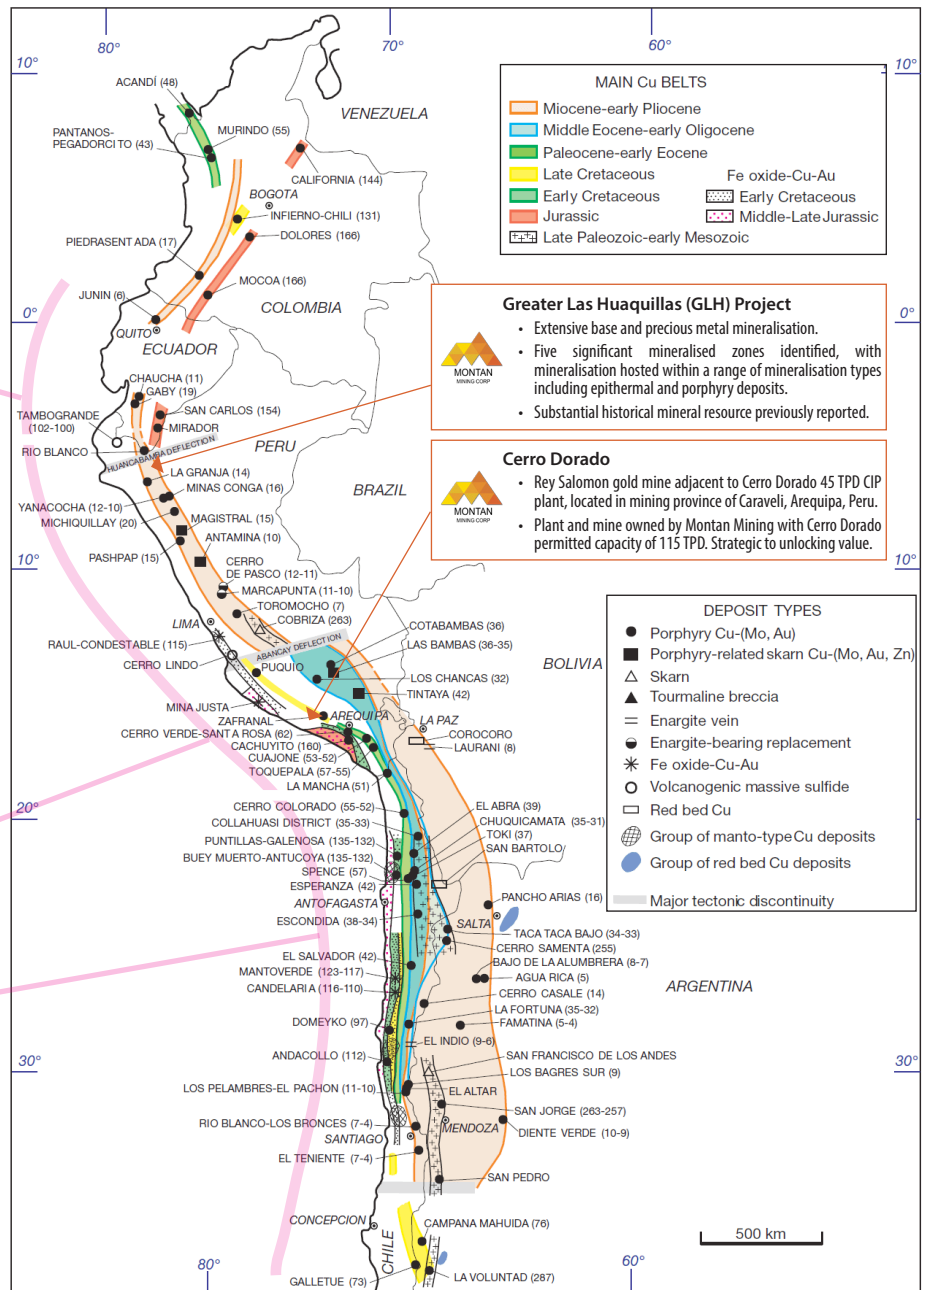 80°
70°
60°
10°
10°
ACANDÍ (48)
VENEZUELA
PANTANOS-
PEGADORCITO (43)
MURINDO (55)
CALIFORNIA (144)
BOGOTA
INFIERNO-CHILI (131)
DOLORES (166)
PIEDRASENT ADA (17)
MOCOA (166)
JUNIN (6)
COLOMBIA
0°
0°
QUITO
ECUADOR
MAIN Cu BELTS
Miocene-early Pliocene
Middle Eocene-early Oligocene
Paleocene-early Eocene
Late Cretaceous
Early Cretaceous
Jurassic
Late Paleozoic-early Mesozoic
Fe oxide-Cu-Au
Early Cretaceous
Middle-Late Jurassic
Greater Las Huaquillas (GLH) Project
MONTAN
MINING CORP
• Extensive base and precious metal mineralisation.
• Five significant mineralised zones identified, with
mineralisation hosted within a range of mineralisation types
including epithermal and porphyry deposits.
• Substantial historical mineral resource previously reported.
CHAUCHA (11)
GABY (19)
SAN CARLOS (154)
TAMBOGRANDE
(102-100)
MIRADOR
RIO BLANCO
HUANCABAMBA DEFLECTION
PERU
LA GRANJA (14)
MINAS CONGA (16)
YANACOCHA (12-10)
MICHIQUILLAY (20)
MAGISTRAL (15)
ANTAMINA (10)
PASHPAP (15)
BRAZIL
Cerro Dorado
MONTAN
MINING CORP
• Rey Salomon gold mine adjacent to Cerro Dorado 45 TPD CIP
plant, located in mining province of Caraveli, Arequipa, Peru.
• Plant and mine owned by Montan Mining with Cerro Dorado
permitted capacity of 115 TPD. Strategic to unlocking value.
10°
10°
CERRO
DE PASCO (12-11)
MARCAPUNTA (11-10)
TOROMOCHO (7)
COBRIZA (263)
LIMA
RAUL-CONDESTABLE (115)
ABANCAY DEFLECTION
COTABAMBAS (36)
LAS BAMBAS (36-35)
CERRO LINDO
PUQUIO
LOS CHANCAS (32)
TINTAYA (42)
BOLIVIA
MINA JUSTA
ZAFRANAL
AREQUIPA
LA PAZ
CERRO VERDE-SANT A ROSA (62)
COROCORO
CACHUYITO (160)
LAURANI (8)
CUAJONE (53-52)
TOQUEPALA (57-55)
LA MANCHA (51)
DEPOSIT TYPES
Porphyry Cu-(Mo, Au)
Porphyry-related skarn Cu-(Mo, Au, Zn)
Skarn
Tourmaline breccia
Enargite vein
Enargite-bearing replacement
Fe oxide-Cu-Au
Volcanogenic massive sulfide
Red bed Cu
Group of manto-type Cu deposits
Group of red bed Cu deposits
Major tectonic discontinuity
20°
CERRO COLORADO (55-52)
EL ABRA (39)
COLLAHUASI DISTRICT (35-33)
CHUQUICAMATA (35-31)
PUNTILLAS-GALENOSA (135-132)
TOKI (37)
BUEY MUERTO-ANTUCOYA (135-132)
SAN BARTOLO
SPENCE (57)
ESPERANZA (42)
ANTOFAGASTA
PANCHO ARIAS (16)
ESCONDIDA (38-34)
SALTA
TACA TACA BAJO (34-33)
CERRO SAMENTA (255)
EL SALVADOR (42)
BAJO DE LA ALUMBRERA (8-7)
MANTOVERDE (123-117)
AGUA RICA (5)
CANDELARIA (116-110)
CERRO CASALE (14)
ARGENTINA
LA FORTUNA (35-32)
DOMEYKO (97)
FAMATINA (5-4)
EL INDIO (9-6)
ANDACOLLO (112)
SAN FRANCISCO DE LOS ANDES
30°
30°
LOS BAGRES SUR (9)
LOS PELAMBRES-EL PACHON (11-10)
EL ALTAR
SAN JORGE (263-257)
RIO BLANCO-LOS BRONCES (7-4)
MENDOZA
DIENTE VERDE (10-9)
SANTIAGO
EL TENIENTE (7-4)
SAN PEDRO
CONCEPCION
CAMPANA MAHUIDA (76)
CHILE
500 km
80°
60°
GALLETUE (73)
LA VOLUNTAD (287)